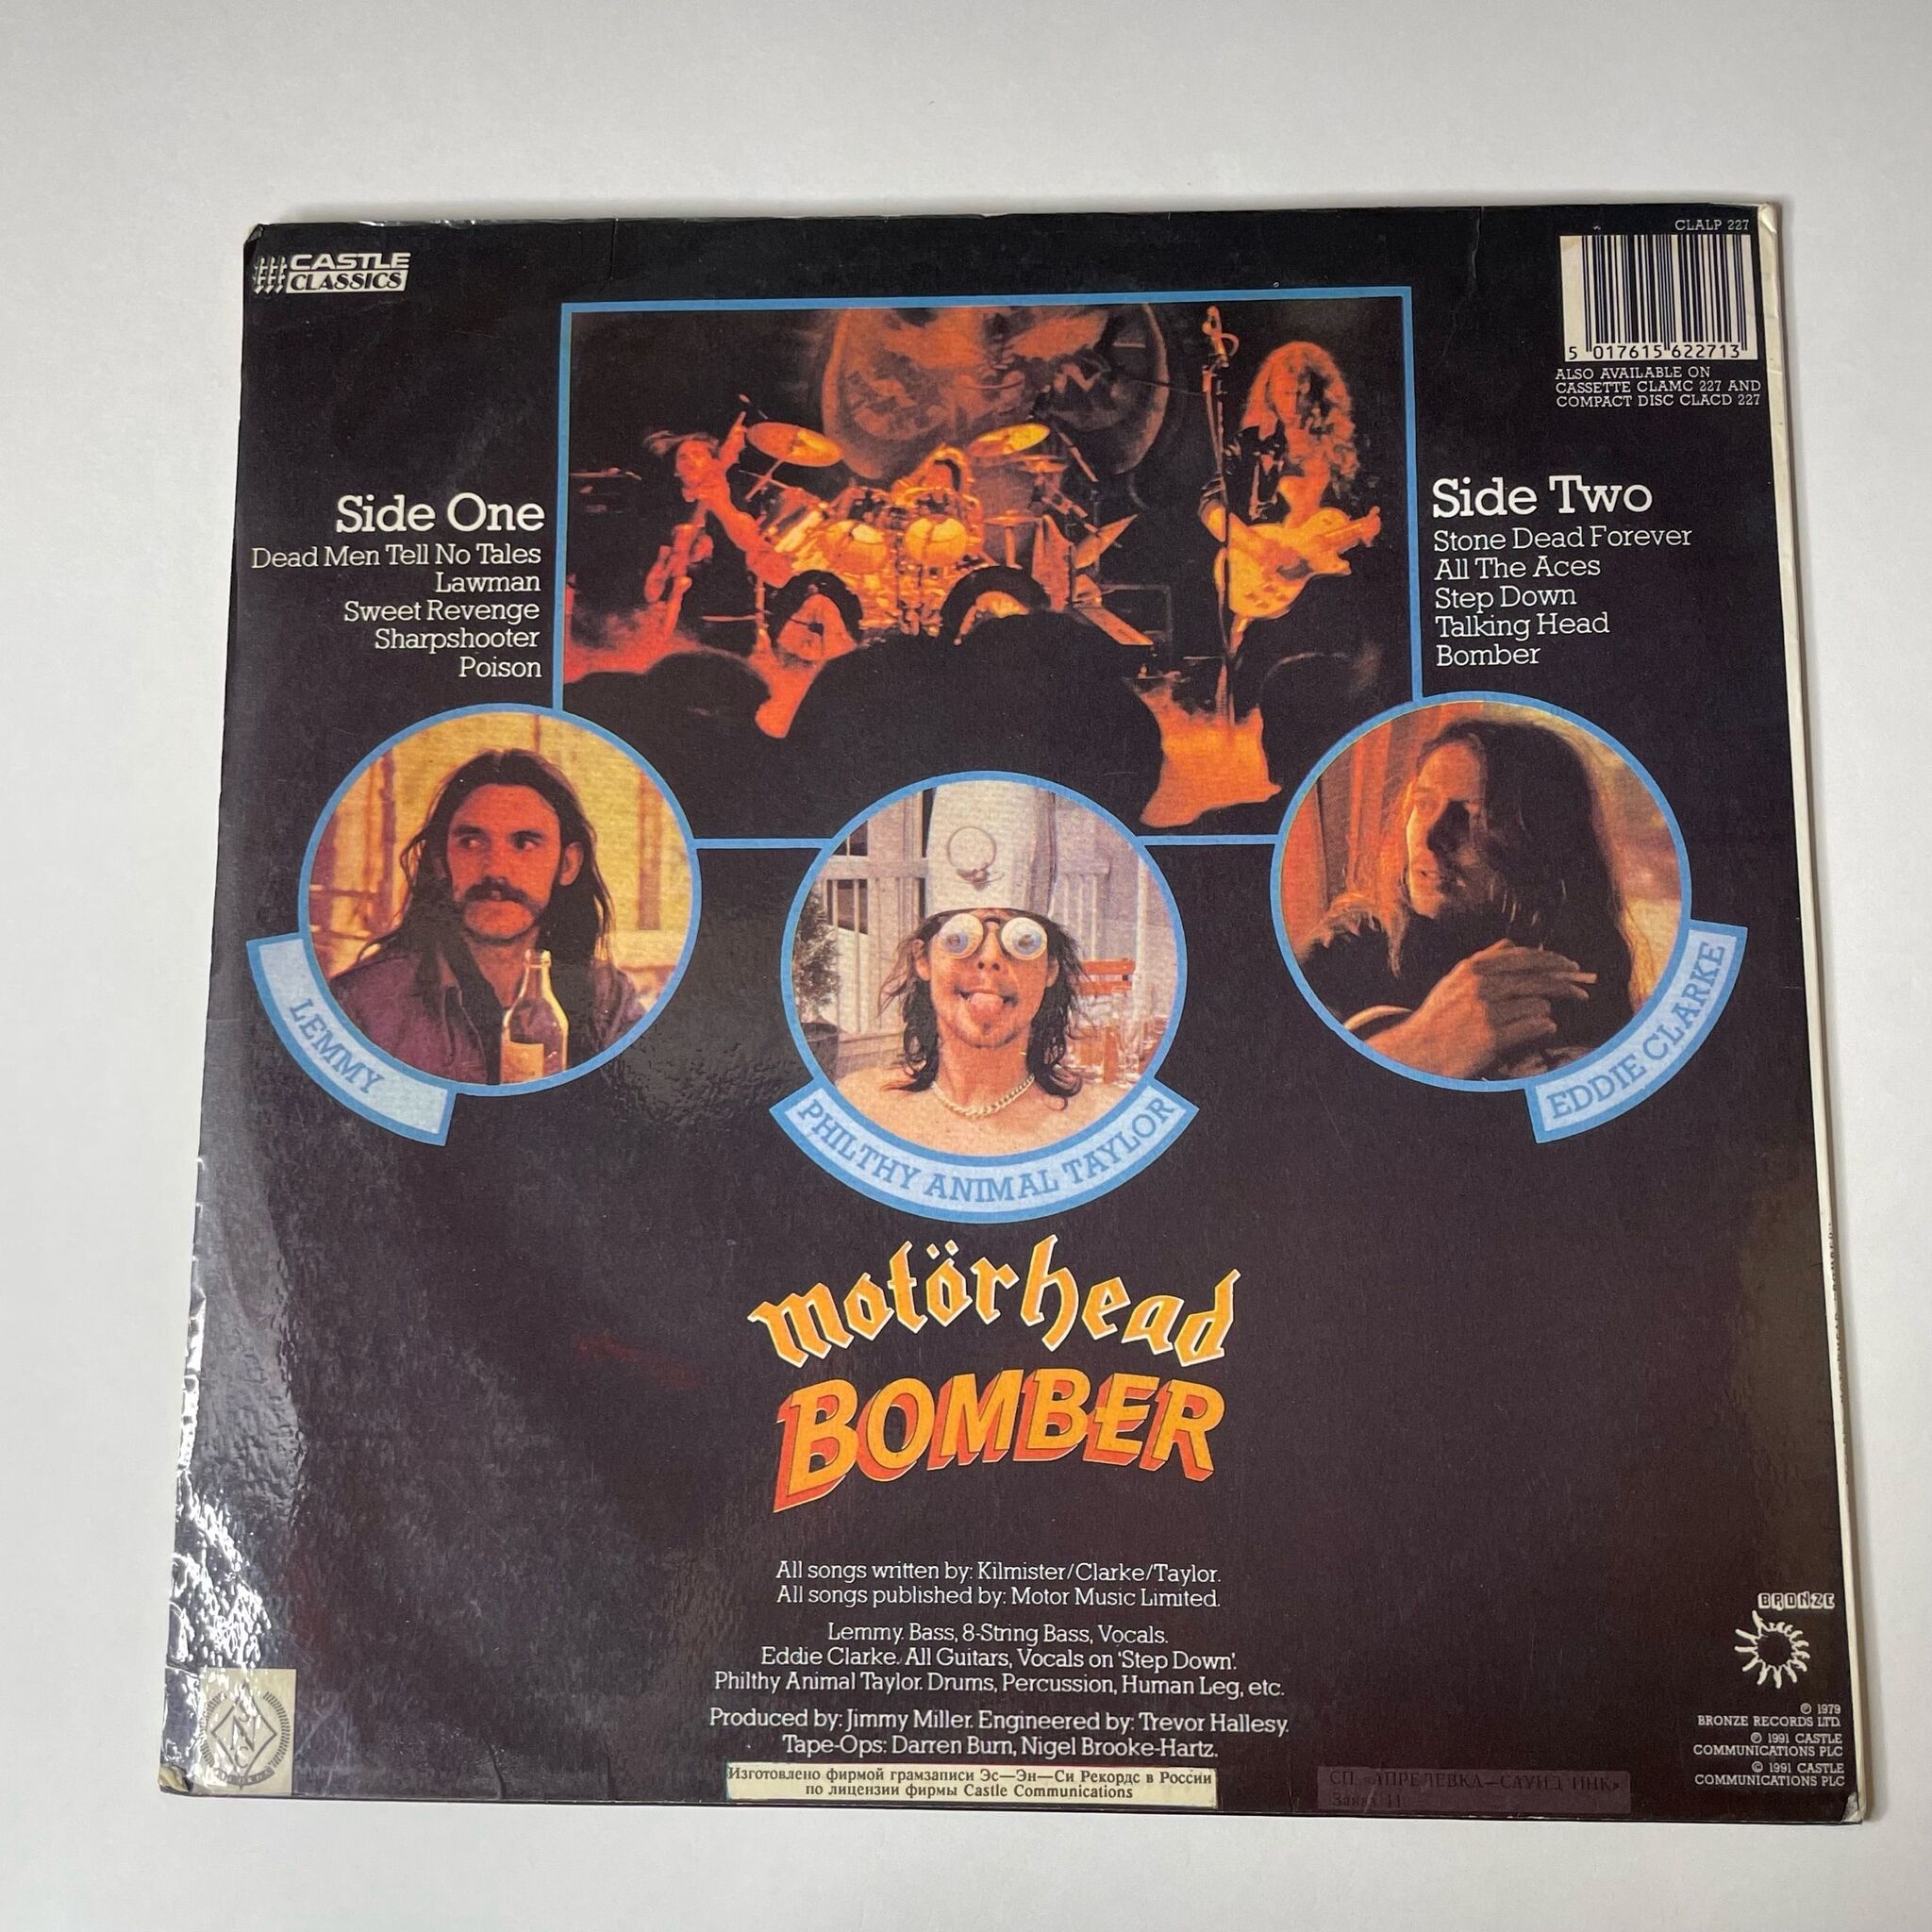 CASTLE
CLASSICS
CLALP 227
5 017615 622713
ALSO AVAILABLE ON
CASSETTE CLAMC 227 AND
COMPACT DISC CLACD 227
Side One
Dead Men Tell No Tales
Lawman
Sweet Revenge
Sharpshooter
Poison
Side Two
Stone Dead Forever
All The Aces
Step Down
Talking Head
Bomber
LEMMY
PHILTHY ANIMAL TAYLOR
EDDIE CLARKE
motörhead
BOMBER
All songs written by: Kilmister/Clarke/Taylor.
All songs published by: Motor Music Limited.
Lemmy. Bass, 8-String Bass, Vocals.
Eddie Clarke. All Guitars, Vocals on 'Step Down'.
Philthy Animal Taylor. Drums, Percussion, Human Leg, etc.
Produced by: Jimmy Miller. Engineered by: Trevor Hallesy.
Tape-Ops: Darren Burn, Nigel Brooke-Hartz.
Изготовлено фирмой грамзаписи Эс—Эн—Си Рекордс в России
по лицензии фирмы Castle Communications
СП «АПРЕЛЕВКА—САУНД ИНК»
Заказ 11
BRONZE
℗ 1979
BRONZE RECORDS LTD.
℗ 1991 CASTLE
COMMUNICATIONS PLC
© 1991 CASTLE
COMMUNICATIONS PLC